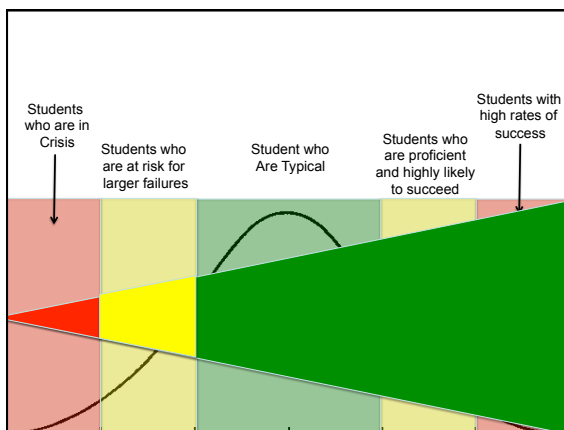 Students
who are in
Crisis
Students who
are at risk for
larger failures
Student who
Are Typical
Students who
are proficient
and highly likely
to succeed
Students with
high rates of
success